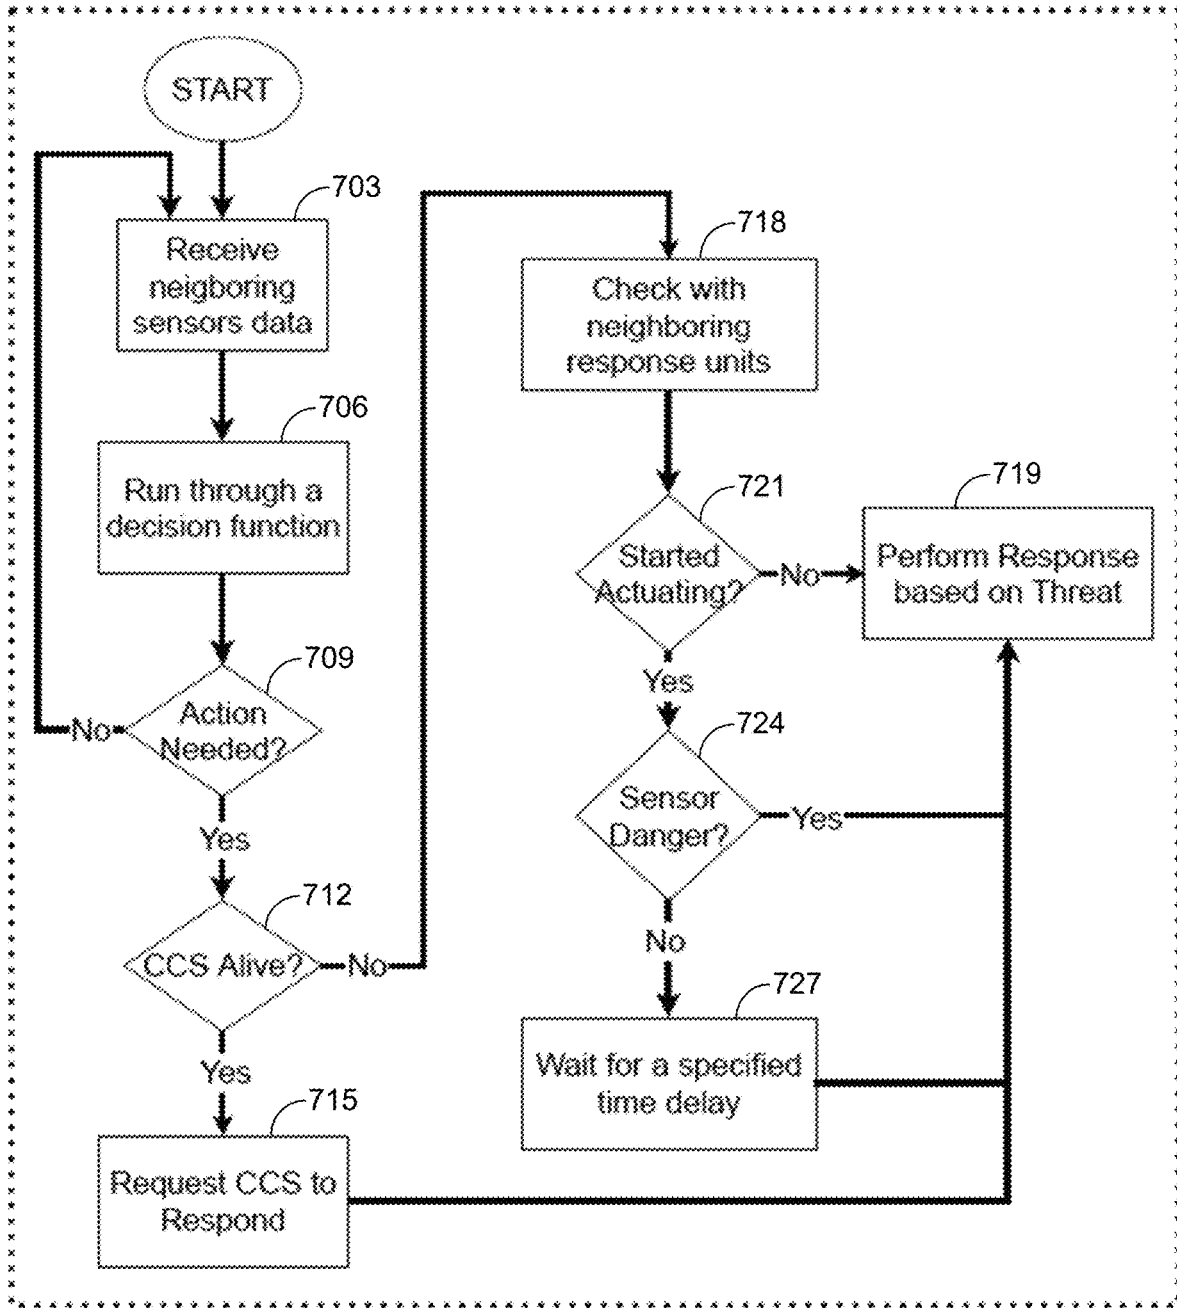 START
703
Receive
neigboring
sensors data
706
Run through a
decision function
709
Action
Needed?
No
Yes
712
CCS Alive?
No
Yes
715
Request CCS to
Respond
718
Check with
neighboring
response units
721
Started
Actuating?
No
Yes
719
Perform Response
based on Threat
724
Sensor
Danger?
Yes
No
727
Wait for a specified
time delay